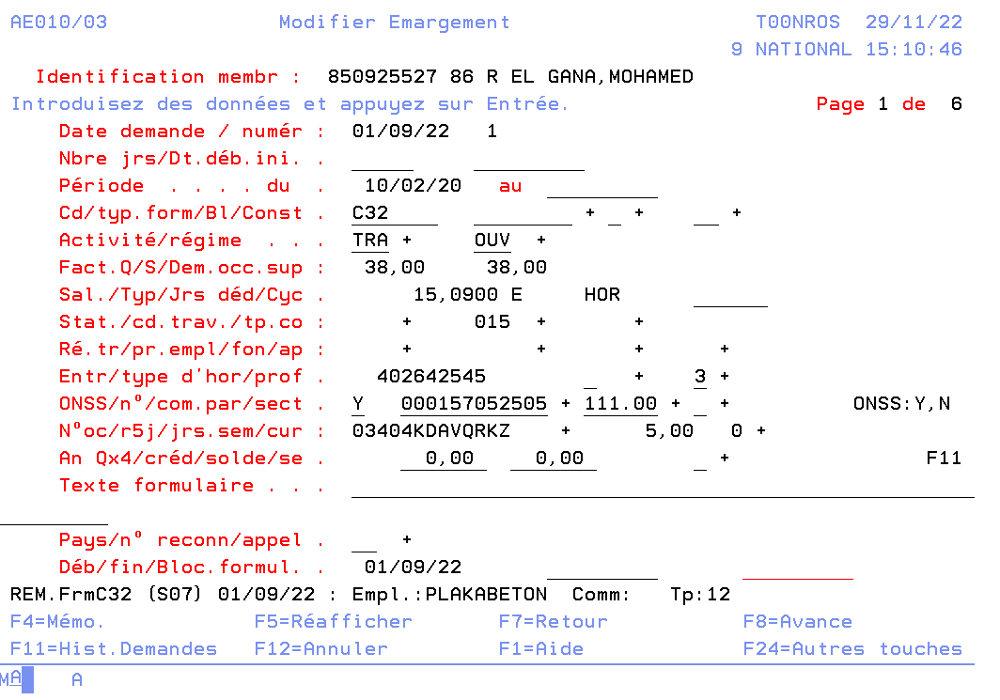 AE010/03 Modifier Emargement T00NROS 29/11/22
9 NATIONAL 15:10:46
Identification membr : 850925527 86 R EL GANA,MOHAMED
Introduisez des données et appuyez sur Entrée. Page 1 de 6
Date demande / numér : 01/09/22 1
Nbre jrs/Dt.déb.ini. .
Période . . . . du . 10/02/20 au
Cd/typ.form/Bl/Const . C32 + + +
Activité/régime . . . TRA + OUV +
Fact.Q/S/Dem.occ.sup : 38,00 38,00
Sal./Typ/Jrs déd/Cyc . 15,0900 E HOR
Stat./cd.trav./tp.co : + 015 + +
Ré.tr/pr.empl/fon/ap : + + + +
Entr/type d'hor/prof . 402642545 + 3 +
ONSS/n°/com.par/sect . Y 000157052505 + 111.00 + + ONSS:Y,N
N°oc/r5j/jrs.sem/cur : 03404KDAVQRKZ + 5,00 0 +
An Qx4/créd/solde/se . 0,00 0,00 + F11
Texte formulaire . . .
Pays/n° reconn/appel . +
Déb/fin/Bloc.formul. . 01/09/22
REM.FrmC32 (S07) 01/09/22 : Empl.:PLAKABETON Comm: Tp:12
F4=Mémo. F5=Réafficher F7=Retour F8=Avance
F11=Hist.Demandes F12=Annuler F1=Aide F24=Autres touches
MA A